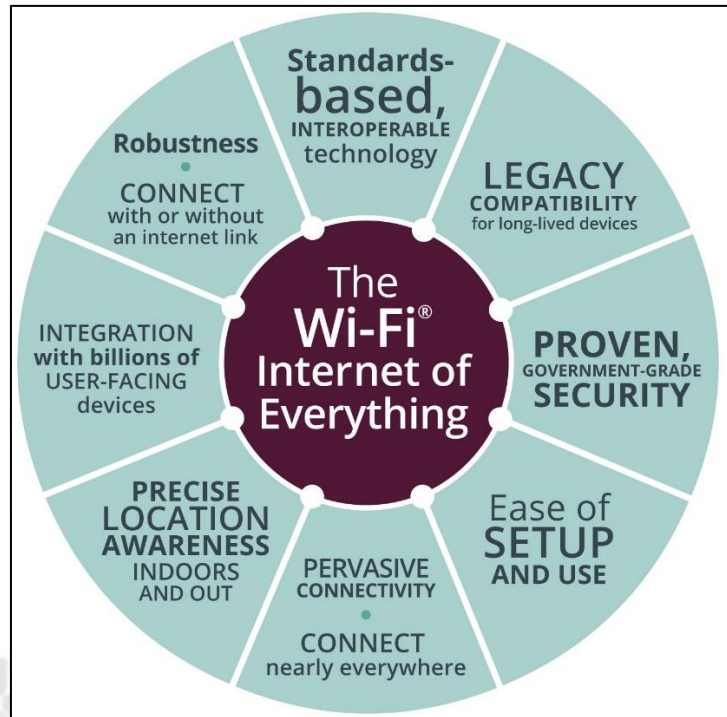 The
Wi-Fi®
Internet of
Everything
Standards-
based,
INTEROPERABLE
technology
LEGACY
COMPATIBILITY
for long-lived devices
PROVEN,
GOVERNMENT-GRADE
SECURITY
Ease of
SETUP
AND USE
PERVASIVE
CONNECTIVITY
•
CONNECT
nearly everywhere
PRECISE
LOCATION
AWARENESS
INDOORS
AND OUT
INTEGRATION
with billions of
USER-FACING
devices
Robustness
•
CONNECT
with or without
an internet link